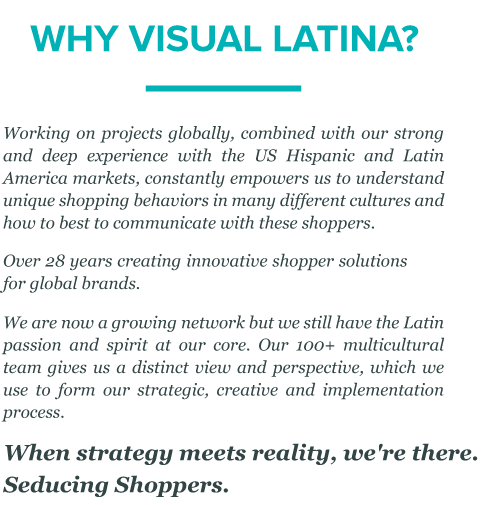 WHY VISUAL LATINA?
Working on projects globally, combined with our strong
and deep experience with the US Hispanic and Latin
America markets, constantly empowers us to understand
unique shopping behaviors in many different cultures and
how to best to communicate with these shoppers.
Over 28 years creating innovative shopper solutions
for global brands.
We are now a growing network but we still have the Latin
passion and spirit at our core. Our 100+ multicultural
team gives us a distinct view and perspective, which we
use to form our strategic, creative and implementation
process.
When strategy meets reality, we're there.
Seducing Shoppers.